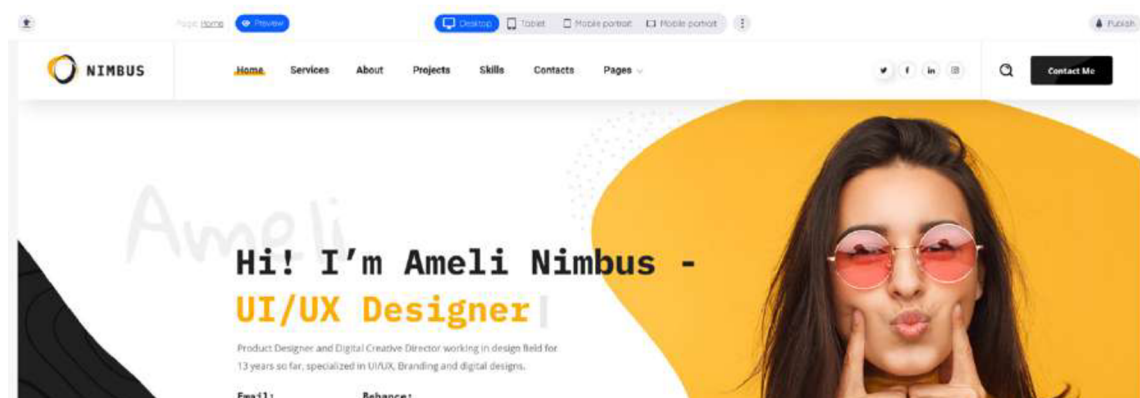 Page: Home Preview Desktop Tablet Mobile portrait Mobile portrait Publish
NIMBUS Home Services About Projects Skills Contacts Pages Contact Me
Ameli
Hi! I’m Ameli Nimbus -
UI/UX Designer
Product Designer and Digital Creative Director working in design field for
13 years so far, specialized in UI/UX, Branding and digital designs.
Email: Behance: